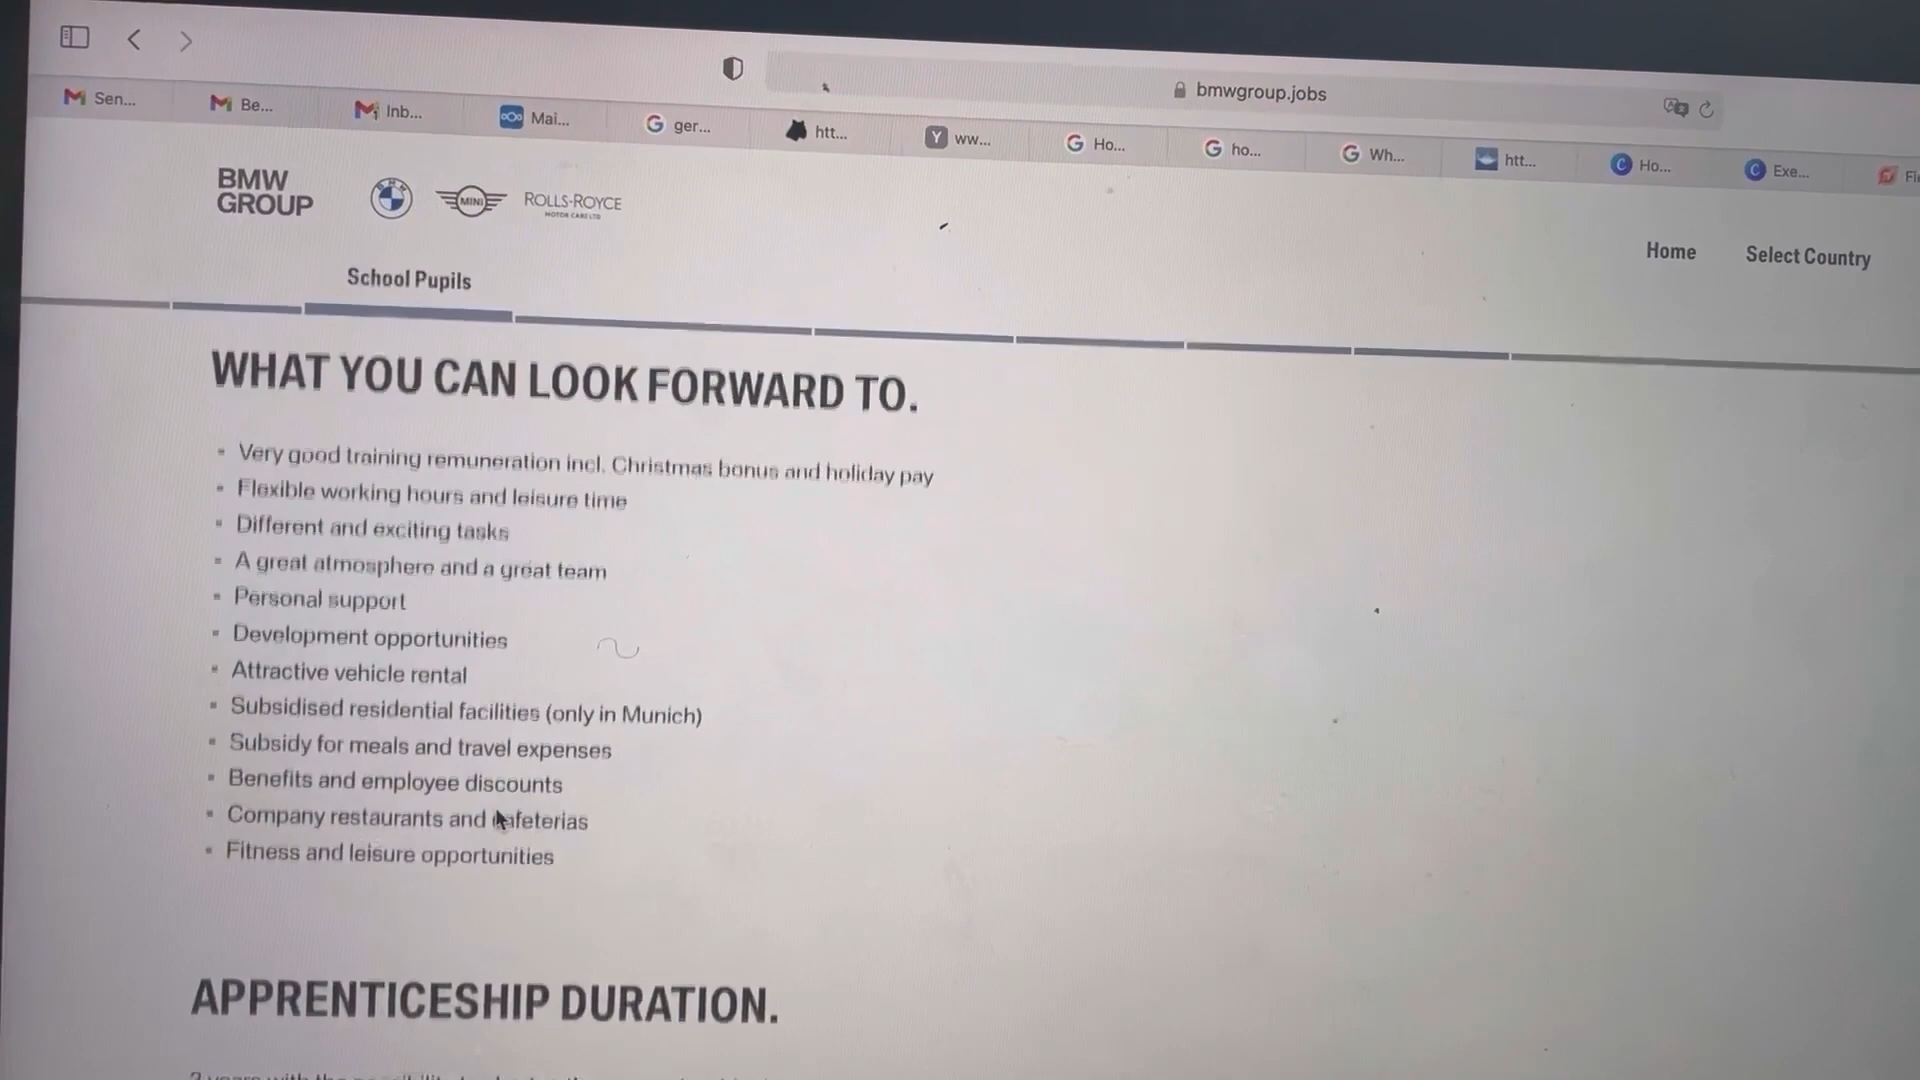 bmwgroup.jobs
Sen...
Be...
Inb...
Mai...
ger...
htt...
ww...
Ho...
ho...
Wh...
htt...
Ho...
Exe...
BMW
GROUP
MINI
ROLLS-ROYCE
MOTOR CARS LTD
Home
Select Country
School Pupils
WHAT YOU CAN LOOK FORWARD TO.
Very good training remuneration incl. Christmas bonus and holiday pay
Flexible working hours and leisure time
Different and exciting tasks
A great atmosphere and a great team
Personal support
Development opportunities
Attractive vehicle rental
Subsidised residential facilities (only in Munich)
Subsidy for meals and travel expenses
Benefits and employee discounts
Company restaurants and cafeterias
Fitness and leisure opportunities
APPRENTICESHIP DURATION.